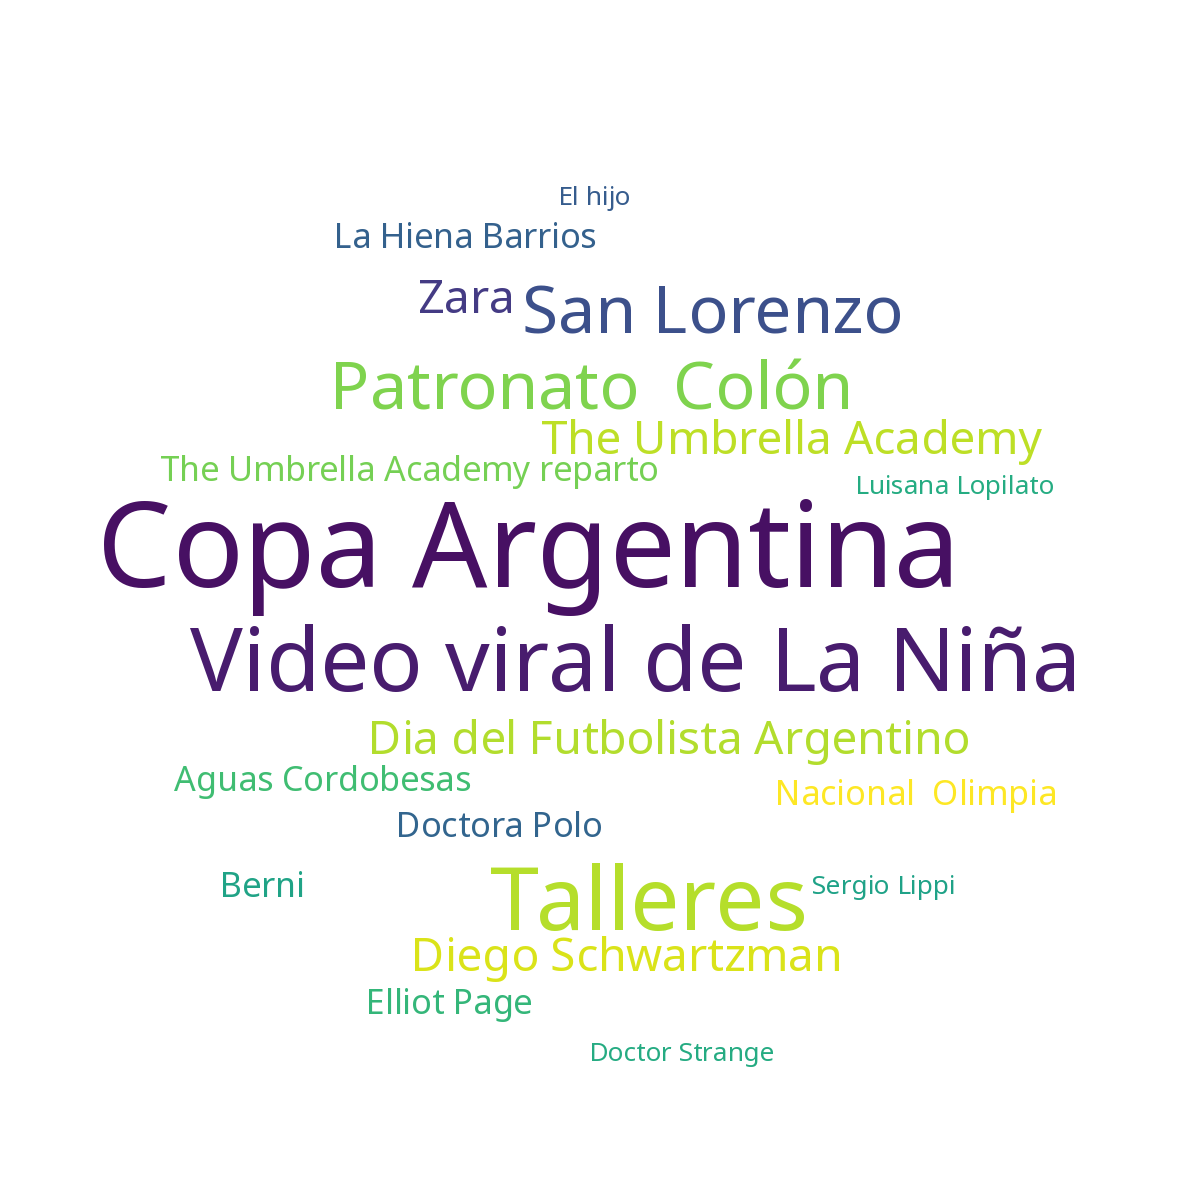 El hijo
La Hiena Barrios
Zara
San Lorenzo
Patronato  Colón
The Umbrella Academy
The Umbrella Academy reparto
Luisana Lopilato
Copa Argentina
Video viral de La Niña
Dia del Futbolista Argentino
Aguas Cordobesas
Nacional  Olimpia
Doctora Polo
Berni
Talleres
Sergio Lippi
Diego Schwartzman
Elliot Page
Doctor Strange